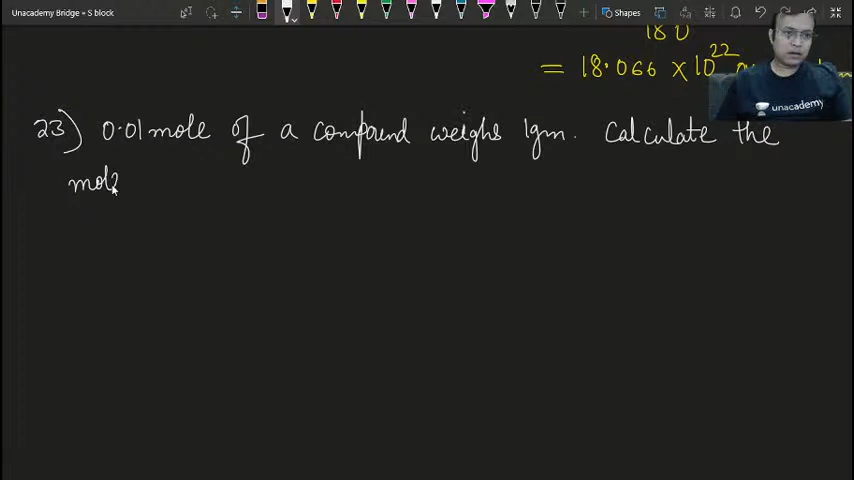 Unacademy Bridge - S block
Shapes
180
= 18.066 × 10²²
unacademy
23) 0.01 mole of a compound weighs 1gm. Calculate the
mol